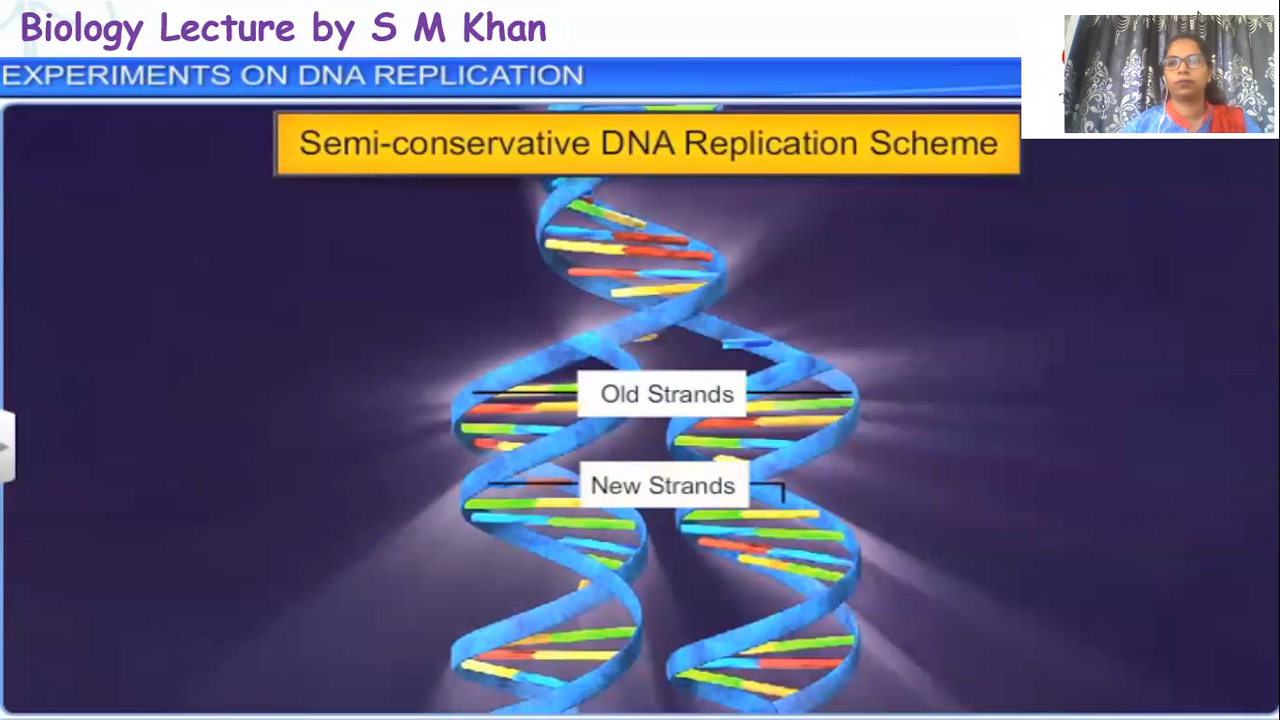 Biology Lecture by S M Khan
EXPERIMENTS ON DNA REPLICATION
Semi-conservative DNA Replication Scheme
Old Strands
New Strands